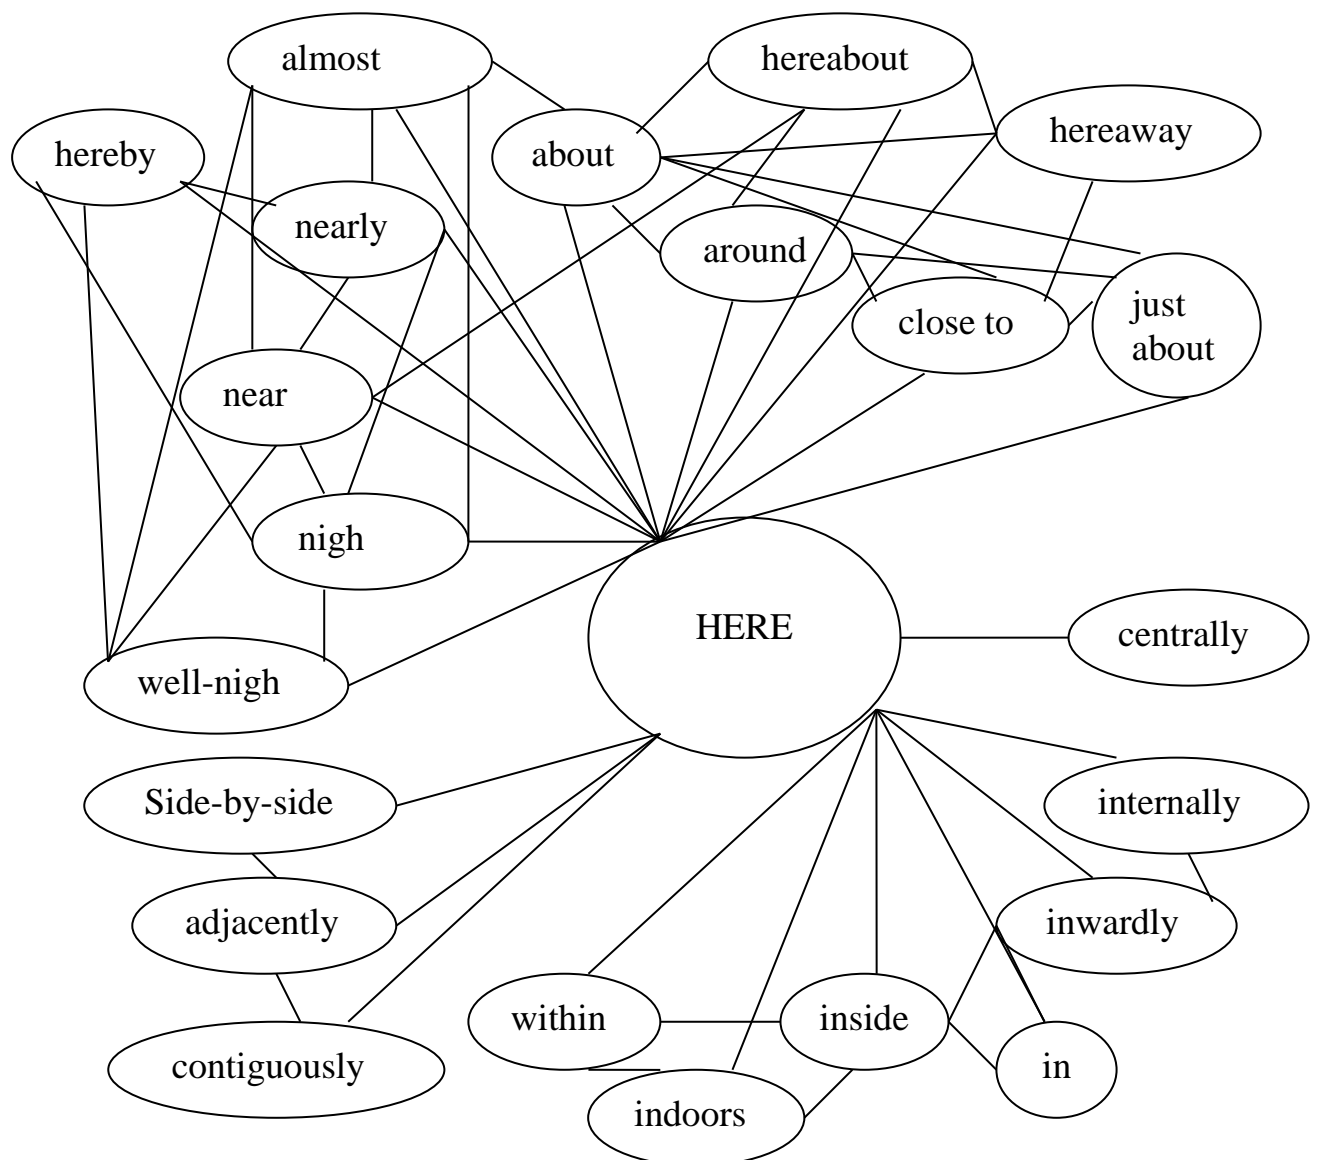 almost
hereabout
hereaway
hereby
about
nearly
around
close to
just
about
near
nigh
HERE
centrally
well-nigh
Side-by-side
internally
adjacently
inwardly
within
inside
contiguously
in
indoors